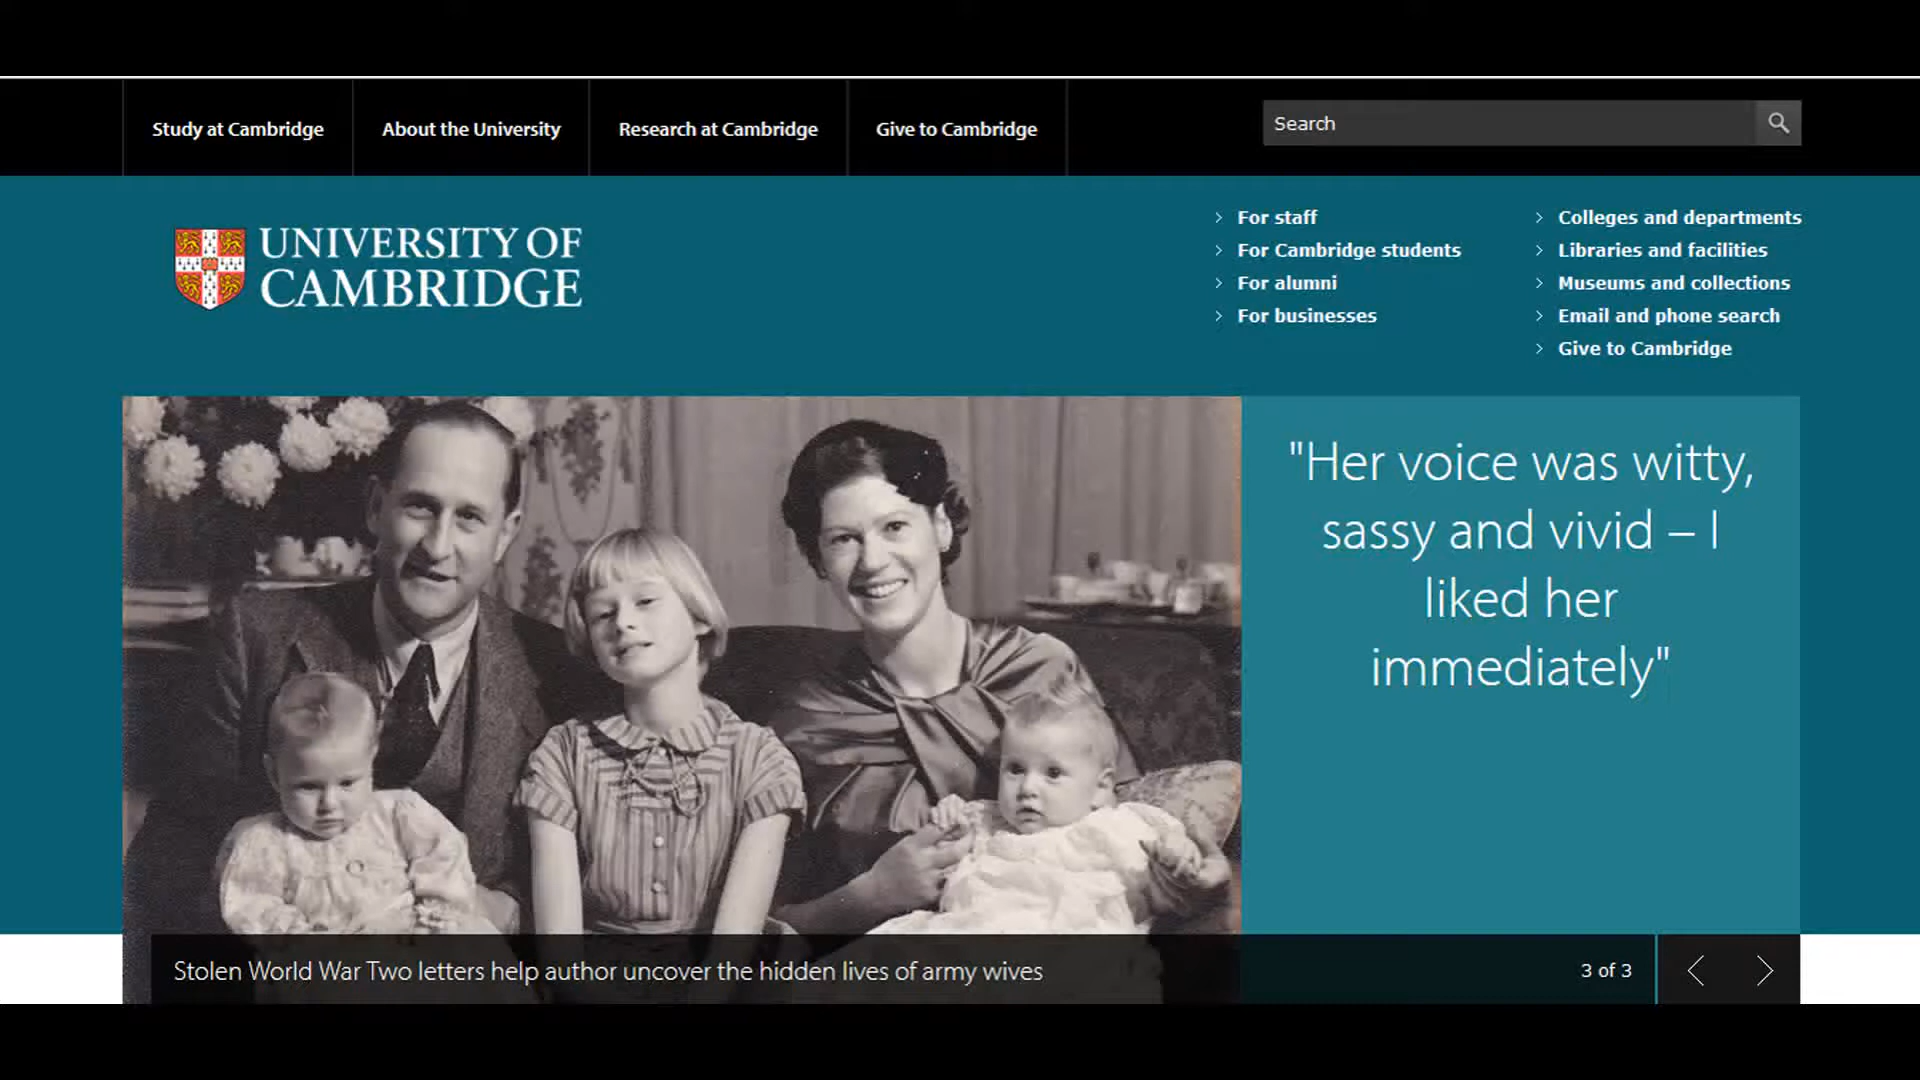 Study at Cambridge
About the University
Research at Cambridge
Give to Cambridge
Search
UNIVERSITY OF
CAMBRIDGE
For staff
For Cambridge students
For alumni
For businesses
Colleges and departments
Libraries and facilities
Museums and collections
Email and phone search
Give to Cambridge
"Her voice was witty,
sassy and vivid – I
liked her
immediately"
Stolen World War Two letters help author uncover the hidden lives of army wives
3 of 3